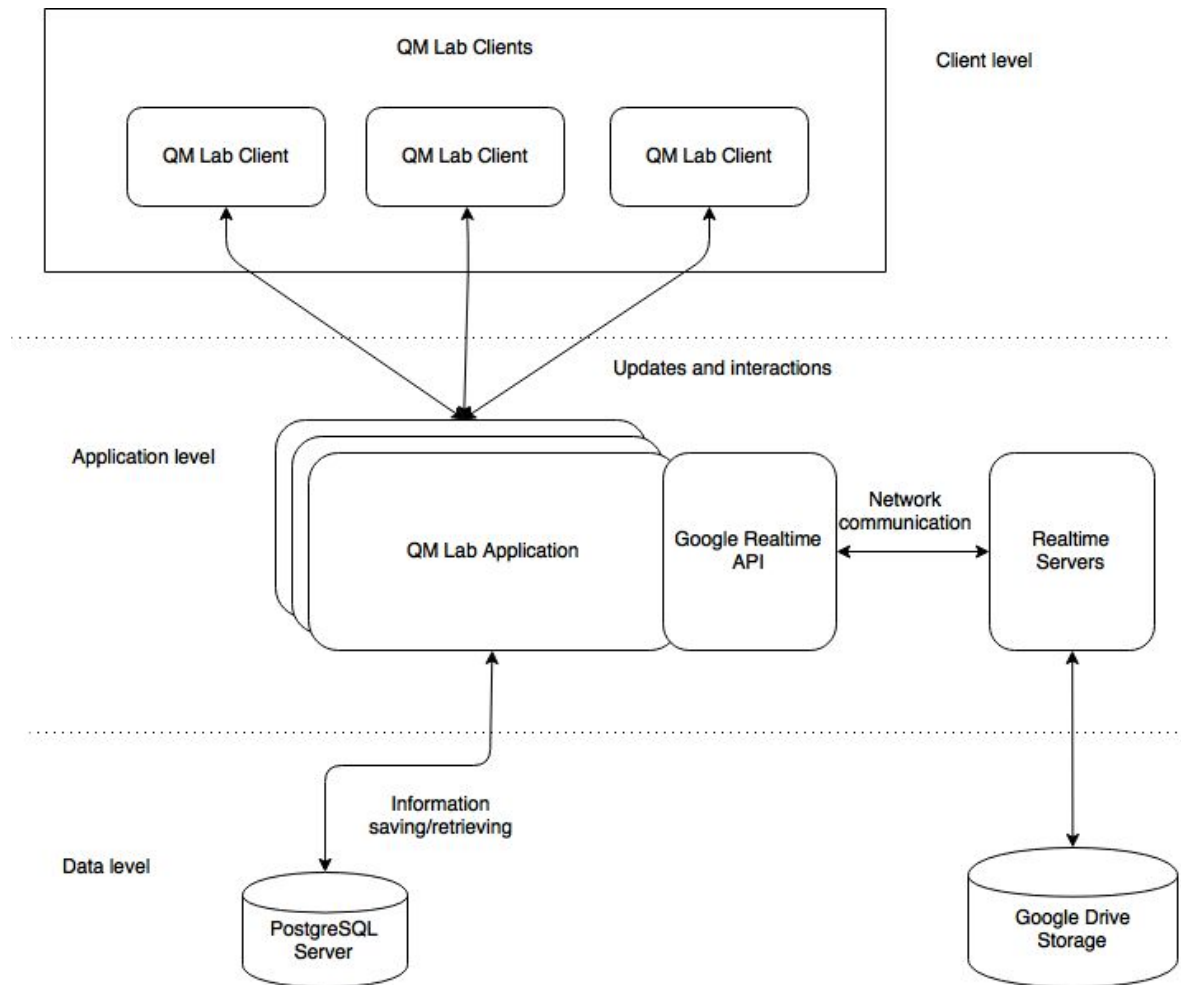 QM Lab Clients
Client level
QM Lab Client
QM Lab Client
QM Lab Client
Updates and interactions
Application level
QM Lab Application
Google Realtime
API
Network
communication
Realtime
Servers
Information
saving/retrieving
Data level
PostgreSQL
Server
Google Drive
Storage